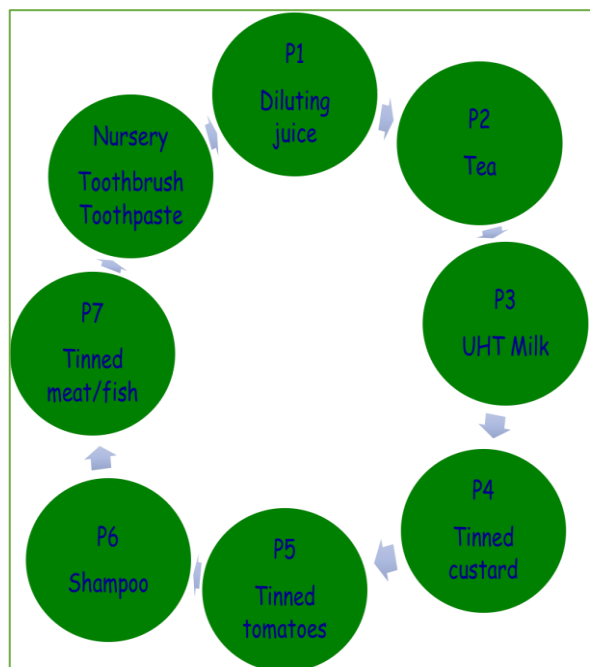 P1
Diluting
juice
P2
Tea
P3
UHT Milk
P4
Tinned
custard
P5
Tinned
tomatoes
P6
Shampoo
P7
Tinned
meat/fish
Nursery
Toothbrush
Toothpaste